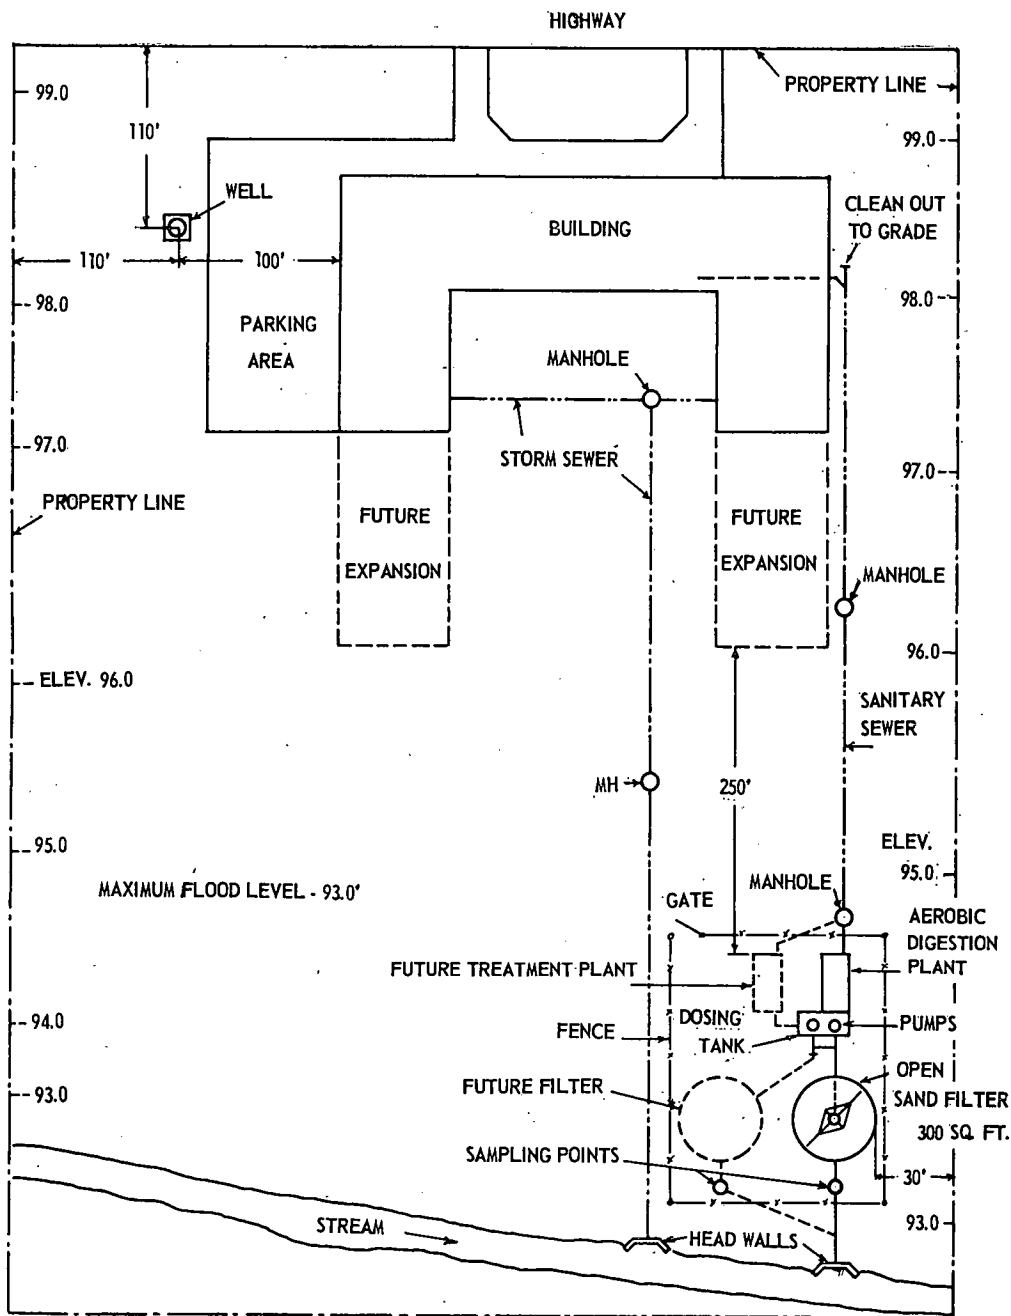 HIGHWAY
PROPERTY LINE
99.0
110'
99.0
WELL
CLEAN OUT
TO GRADE
BUILDING
110'
100'
98.0
98.0
PARKING
AREA
MANHOLE
97.0
STORM SEWER
97.0
PROPERTY LINE
FUTURE
EXPANSION
FUTURE
EXPANSION
MANHOLE
96.0
ELEV. 96.0
SANITARY
SEWER
MH
250'
95.0
ELEV.
95.0
MAXIMUM FLOOD LEVEL - 93.0'
GATE
MANHOLE
AEROBIC
DIGESTION
PLANT
FUTURE TREATMENT PLANT
94.0
FENCE
DOSING
TANK
PUMPS
OPEN
SAND FILTER
300 SQ. FT.
93.0
FUTURE FILTER
SAMPLING POINTS
30'
STREAM
HEAD WALLS
93.0